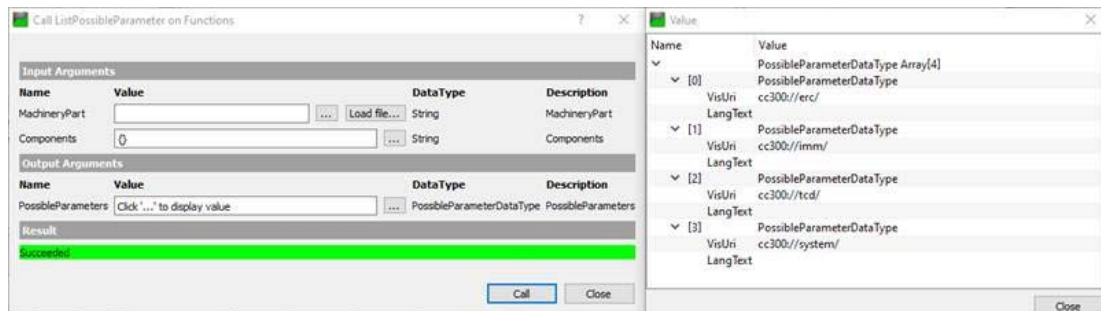 Call ListPossibleParameter on Functions ? ×
Input Arguments
Name Value DataType Description
MachineryPart ... Load file... String MachineryPart
Components {} ... String Components
Output Arguments
Name Value DataType Description
PossibleParameters Click '...' to display value ... PossibleParameterDataType PossibleParameters
Result
Succeeded
Call Close
Value ×
Name Value
PossibleParameterDataType Array[4]
[0] PossibleParameterDataType
VisUri cc300://erc/
LangText
[1] PossibleParameterDataType
VisUri cc300://imm/
LangText
[2] PossibleParameterDataType
VisUri cc300://tcd/
LangText
[3] PossibleParameterDataType
VisUri cc300://system/
LangText
Close